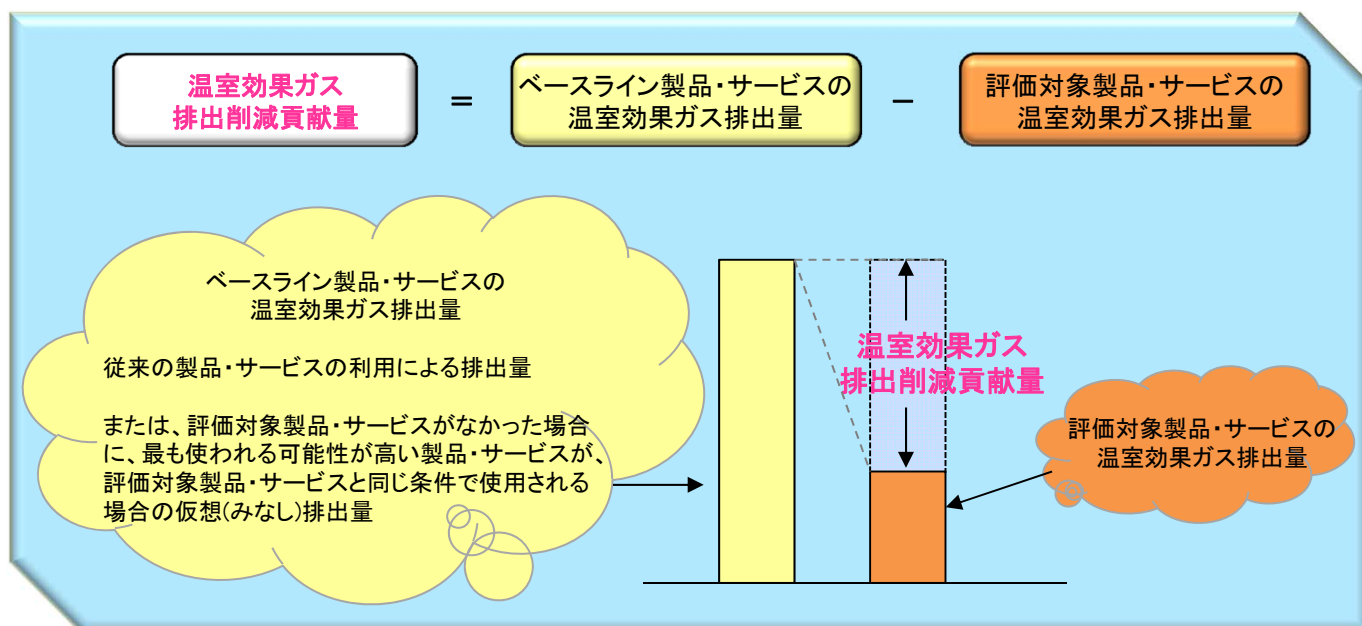 温室効果ガス
排出削減貢献量
=
ベースライン製品・サービスの
温室効果ガス排出量
−
評価対象製品・サービスの
温室効果ガス排出量
ベースライン製品・サービスの
温室効果ガス排出量
従来の製品・サービスの利用による排出量
または、評価対象製品・サービスがなかった場合
に、最も使われる可能性が高い製品・サービスが、
評価対象製品・サービスと同じ条件で使用される
場合の仮想(みなし)排出量
温室効果ガス
排出削減貢献量
評価対象製品・サービスの
温室効果ガス排出量